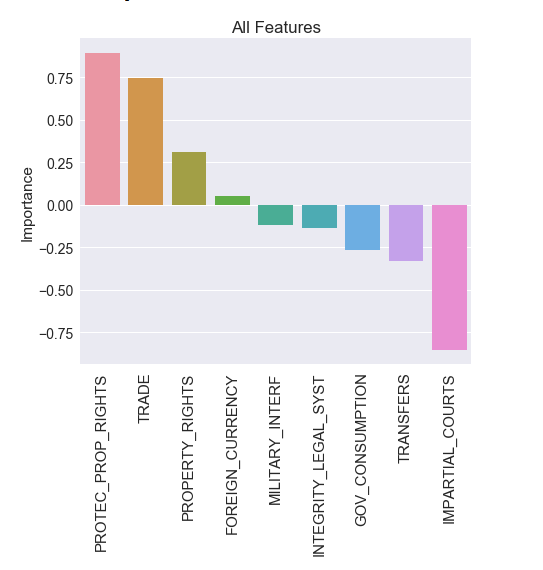 All Features
Importance
0.75
0.50
0.25
0.00
−0.25
−0.50
−0.75
PROTEC_PROP_RIGHTS
TRADE
PROPERTY_RIGHTS
FOREIGN_CURRENCY
MILITARY_INTERF
INTEGRITY_LEGAL_SYST
GOV_CONSUMPTION
TRANSFERS
IMPARTIAL_COURTS